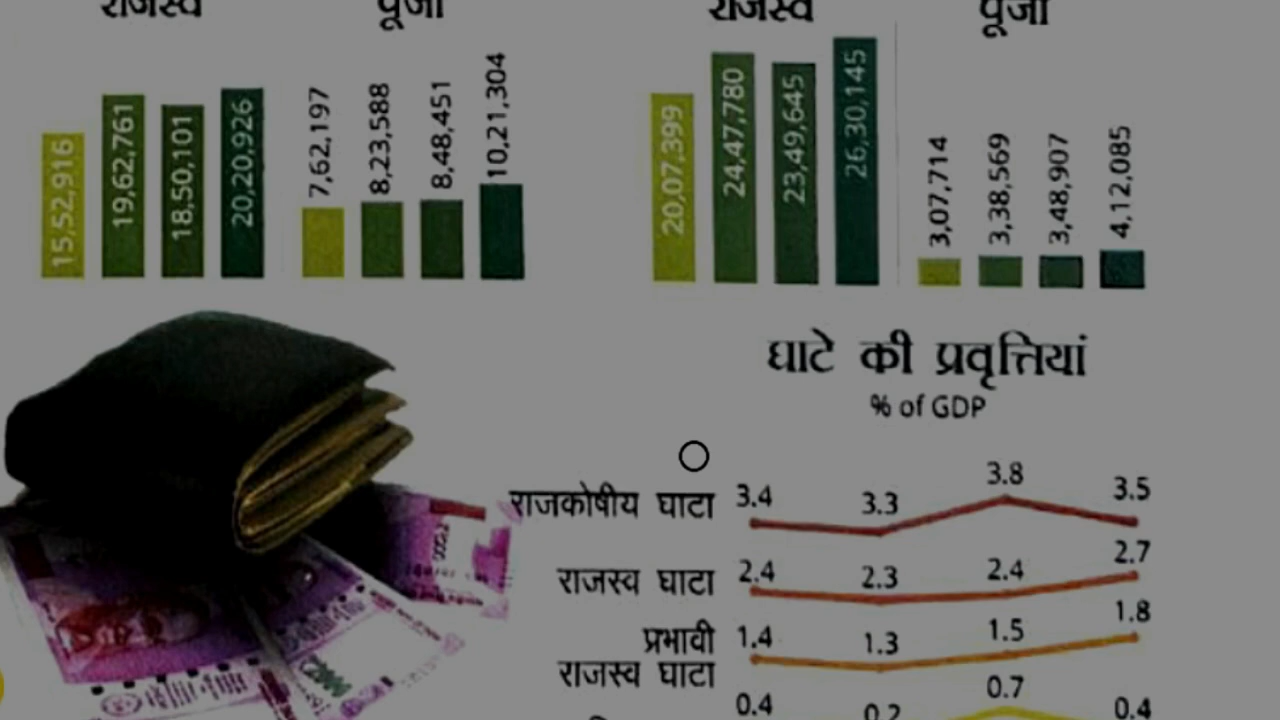 राजस्व पूंजी राजस्व पूंजी
15,52,916 19,62,761 18,50,101 20,20,926 7,62,197 8,23,588 8,48,451 10,21,304
20,07,399 24,47,780 23,49,645 26,30,145 3,07,714 3,38,569 3,48,907 4,12,085
घाटे की प्रवृत्तियां
% of GDP
राजकोषीय घाटा 3.4 3.3 3.8 3.5
राजस्व घाटा 2.4 2.3 2.4 2.7
प्रभावी
राजस्व घाटा 1.4 1.3 1.5 1.8
0.4 0.2 0.7 0.4